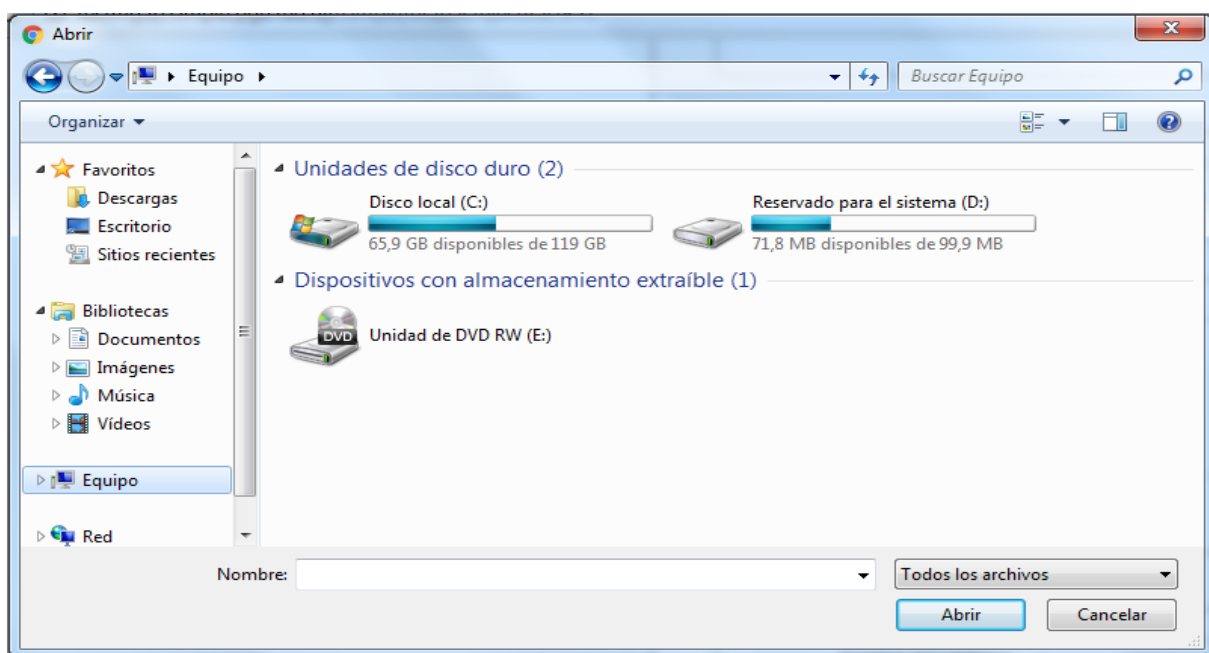 Abrir
Equipo
Buscar Equipo
Organizar
Favoritos
Descargas
Escritorio
Sitios recientes
Bibliotecas
Documentos
Imágenes
Música
Vídeos
Equipo
Red
Unidades de disco duro (2)
Disco local (C:)
65,9 GB disponibles de 119 GB
Reservado para el sistema (D:)
71,8 MB disponibles de 99,9 MB
Dispositivos con almacenamiento extraíble (1)
DVD
Unidad de DVD RW (E:)
Nombre:
Todos los archivos
Abrir
Cancelar